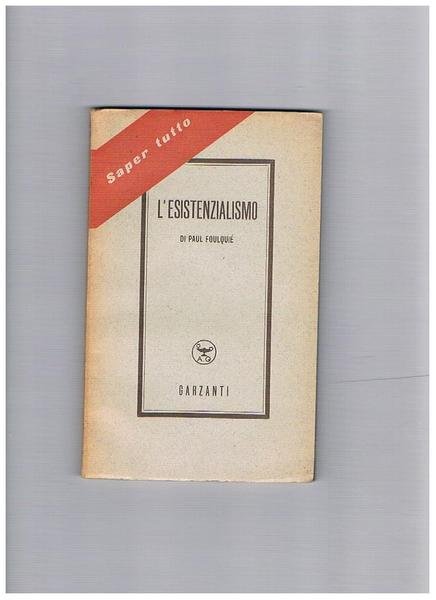 Saper tutto
L'ESISTENZIALISMO
DI PAUL FOULQUIÉ
A. G
GARZANTI